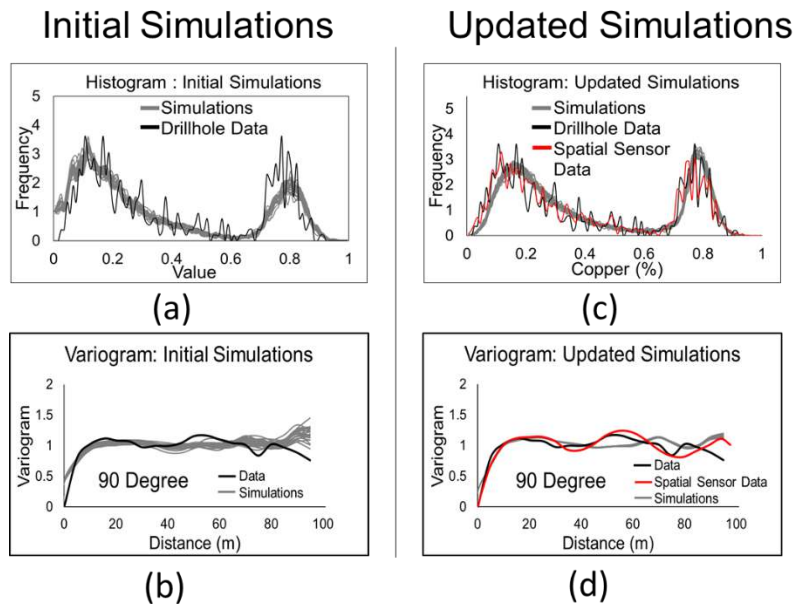 Initial Simulations
Histogram : Initial Simulations
Simulations
Drillhole Data
Frequency
5
4
3
2
1
0
0
0.2
0.4
0.6
0.8
1
Value
(a)
Variogram: Initial Simulations
Variogram
2
1.5
1
0.5
0
90 Degree
Data
Simulations
0
20
40
60
80
100
Distance (m)
(b)
Updated Simulations
Histogram: Updated Simulations
Simulations
Drillhole Data
Spatial Sensor
Data
Frequency
5
4
3
2
1
0
0
0.2
0.4
0.6
0.8
1
Copper (%)
(c)
Variogram: Updated Simulations
Variogram
2
1.5
1
0.5
0
90 Degree
Data
Spatial Sensor Data
Simulations
0
20
40
60
80
100
Distance (m)
(d)